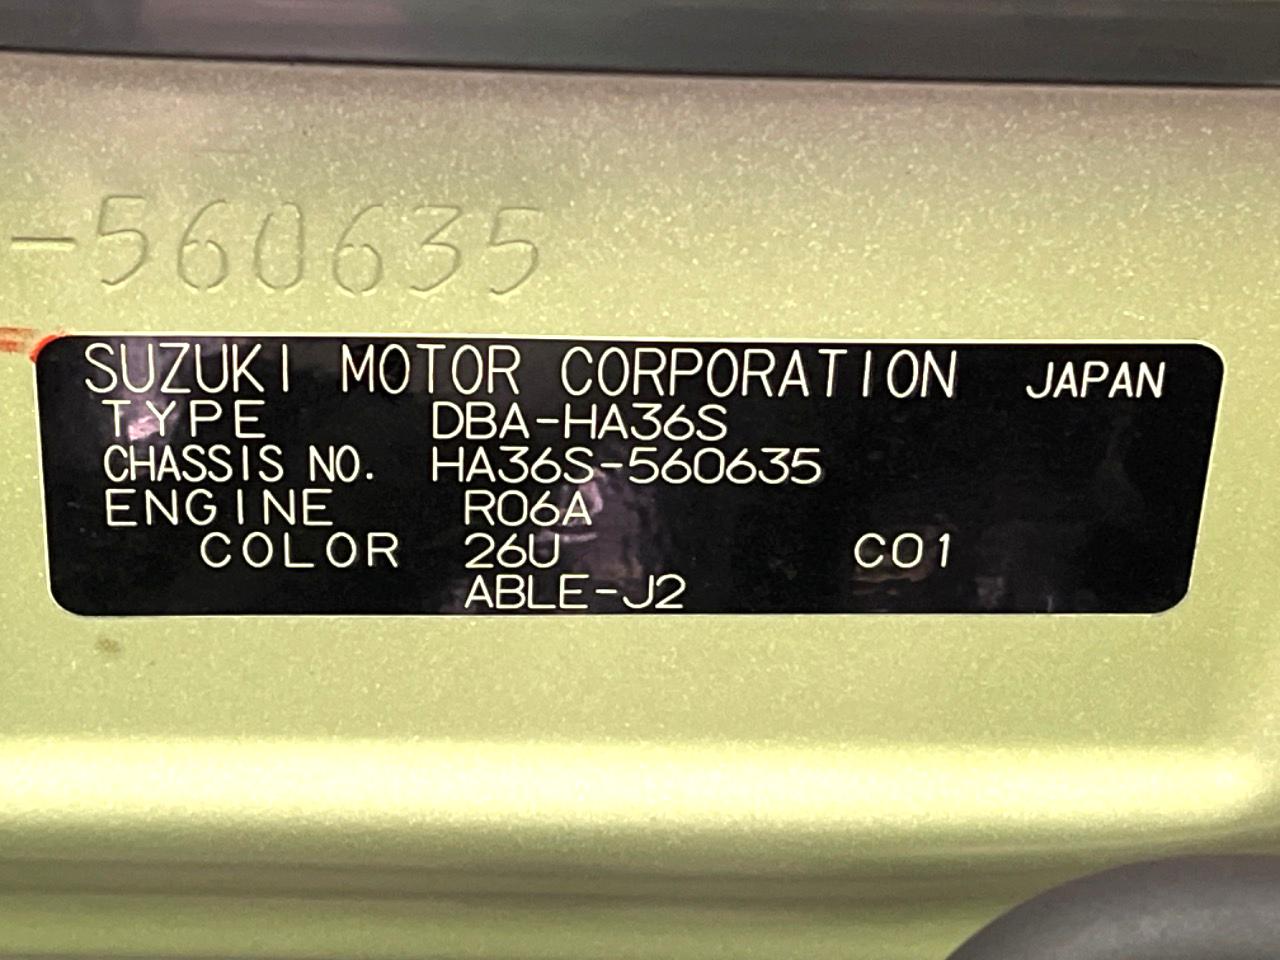 -560635
SUZUKI MOTOR CORPORATION JAPAN
TYPE DBA-HA36S
CHASSIS NO. HA36S-560635
ENGINE R06A
COLOR 26U C01
ABLE-J2